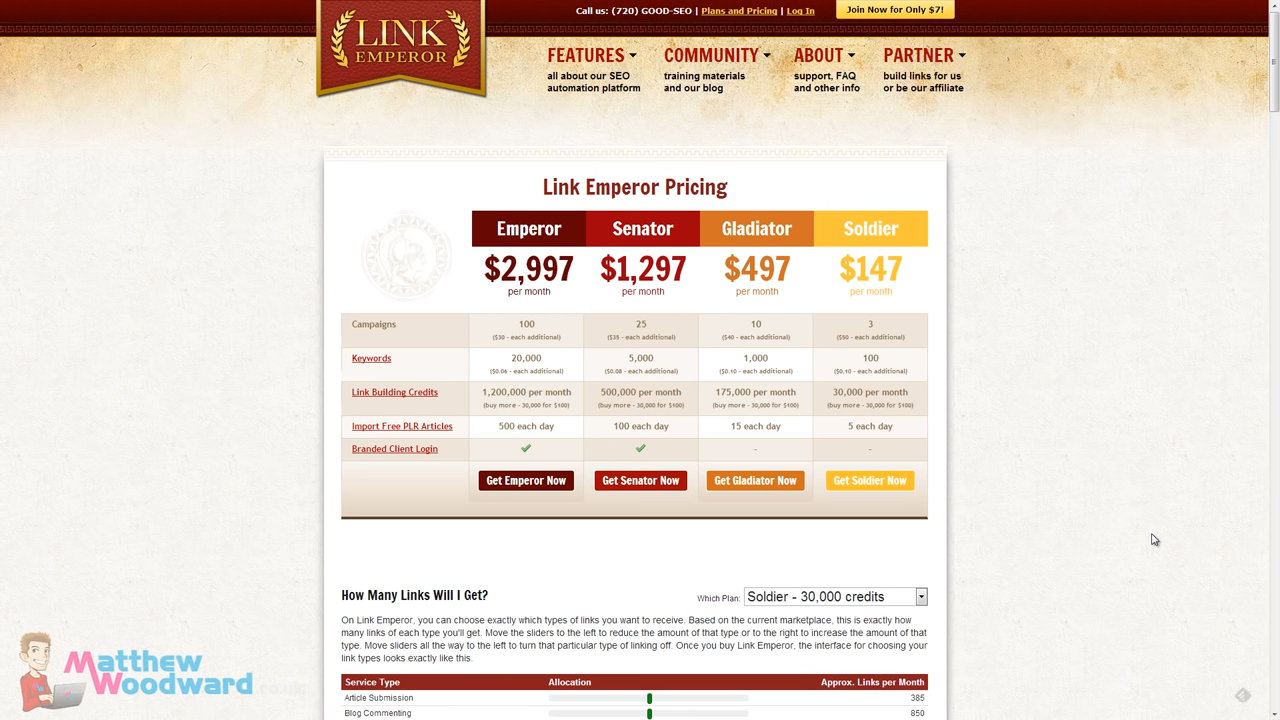 Call us: (720) GOOD-SEO | Plans and Pricing | Log In
Join Now for Only $7!
LINK
EMPEROR
FEATURES COMMUNITY ABOUT PARTNER
all about our SEO training materials support, FAQ build links for us
automation platform and our blog and other info or be our affiliate
Link Emperor Pricing
Emperor Senator Gladiator Soldier
$2,997 $1,297 $497 $147
per month per month per month per month
Campaigns 100 25 10 3
($30 - each additional) ($35 - each additional) ($40 - each additional) ($50 - each additional)
Keywords 20,000 5,000 1,000 100
($0.06 - each additional) ($0.08 - each additional) ($0.10 - each additional) ($0.10 - each additional)
Link Building Credits 1,200,000 per month 500,000 per month 175,000 per month 30,000 per month
(buy more - 30,000 for $100) (buy more - 30,000 for $100) (buy more - 30,000 for $100) (buy more - 30,000 for $100)
Import Free PLR Articles 500 each day 100 each day 15 each day 5 each day
Branded Client Login - -
Get Emperor Now Get Senator Now Get Gladiator Now Get Soldier Now
How Many Links Will I Get? Which Plan: Soldier - 30,000 credits
On Link Emperor, you can choose exactly which types of links you want to receive. Based on the current marketplace, this is exactly how
many links of each type you'll get. Move the sliders to the left to reduce the amount of that type or to the right to increase the amount of that
type. Move sliders all the way to the left to turn that particular type of linking off. Once you buy Link Emperor, the interface for choosing your
link types looks exactly like this.
Service Type Allocation Approx. Links per Month
Article Submission 385
Blog Commenting 850
Matthew
Woodward.co.uk